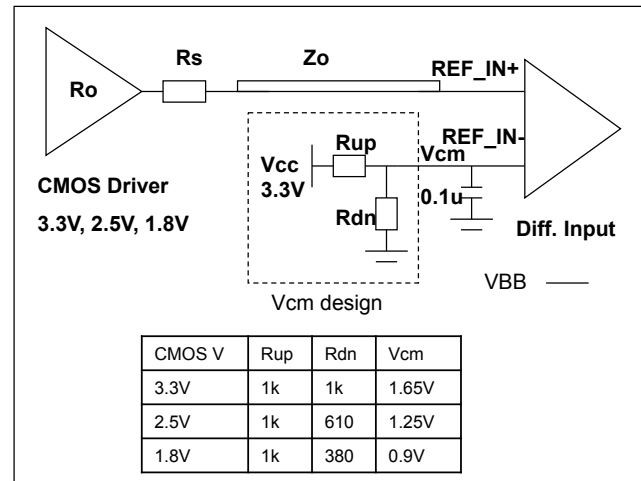 Ro
Rs
Zo
REF_IN+
REF_IN-
Rup
Vcm
Vcc
3.3V
Rdn
0.1u
CMOS Driver
3.3V, 2.5V, 1.8V
Diff. Input
VBB
Vcm design
CMOS V Rup Rdn Vcm
3.3V 1k 1k 1.65V
2.5V 1k 610 1.25V
1.8V 1k 380 0.9V